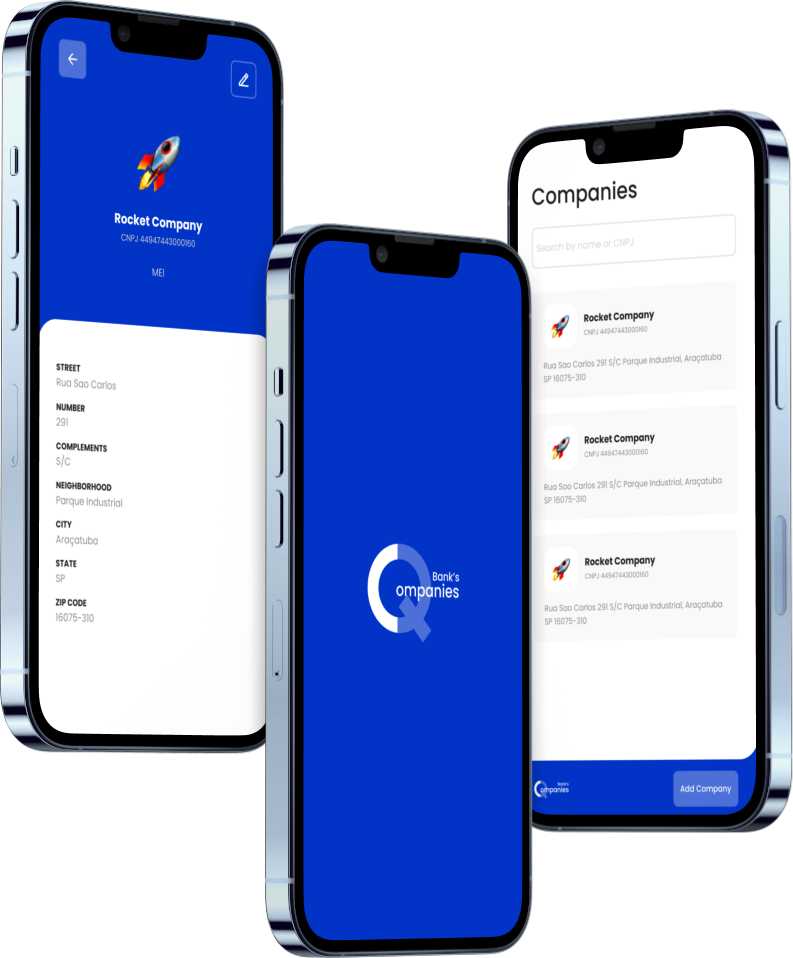 Rocket Company
CNPJ 44947443000160
MEI
STREET
Rua Sao Carlos
NUMBER
291
COMPLEMENTS
S/C
NEIGHBORHOOD
Parque Industrial
CITY
Araçatuba
STATE
SP
ZIP CODE
16075-310
Bank's
ompanies
Companies
Search by name or CNPJ
Rocket Company
CNPJ 44947443000160
Rua Sao Carlos 291 S/C Parque Industrial, Araçatuba
SP 16075-310
Rocket Company
CNPJ 44947443000160
Rua Sao Carlos 291 S/C Parque Industrial, Araçatuba
SP 16075-310
Rocket Company
CNPJ 44947443000160
Rua Sao Carlos 291 S/C Parque Industrial, Araçatuba
SP 16075-310
Bank's
ompanies
Add Company